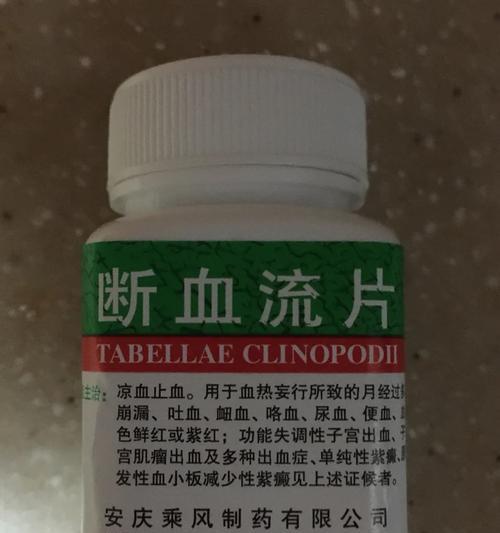 断血流片
TABELLAE CLINOPODII
主治：凉血止血。用于血热妄行所致的月经过
崩漏、吐血、衄血、咯血、尿血、便血、
色鲜红或紫红；功能失调性子宫出血、子
宫肌瘤出血及多种出血症、单纯性紫癜、
发性血小板减少性紫癜见上述证候者。
安庆乘风制药有限公司